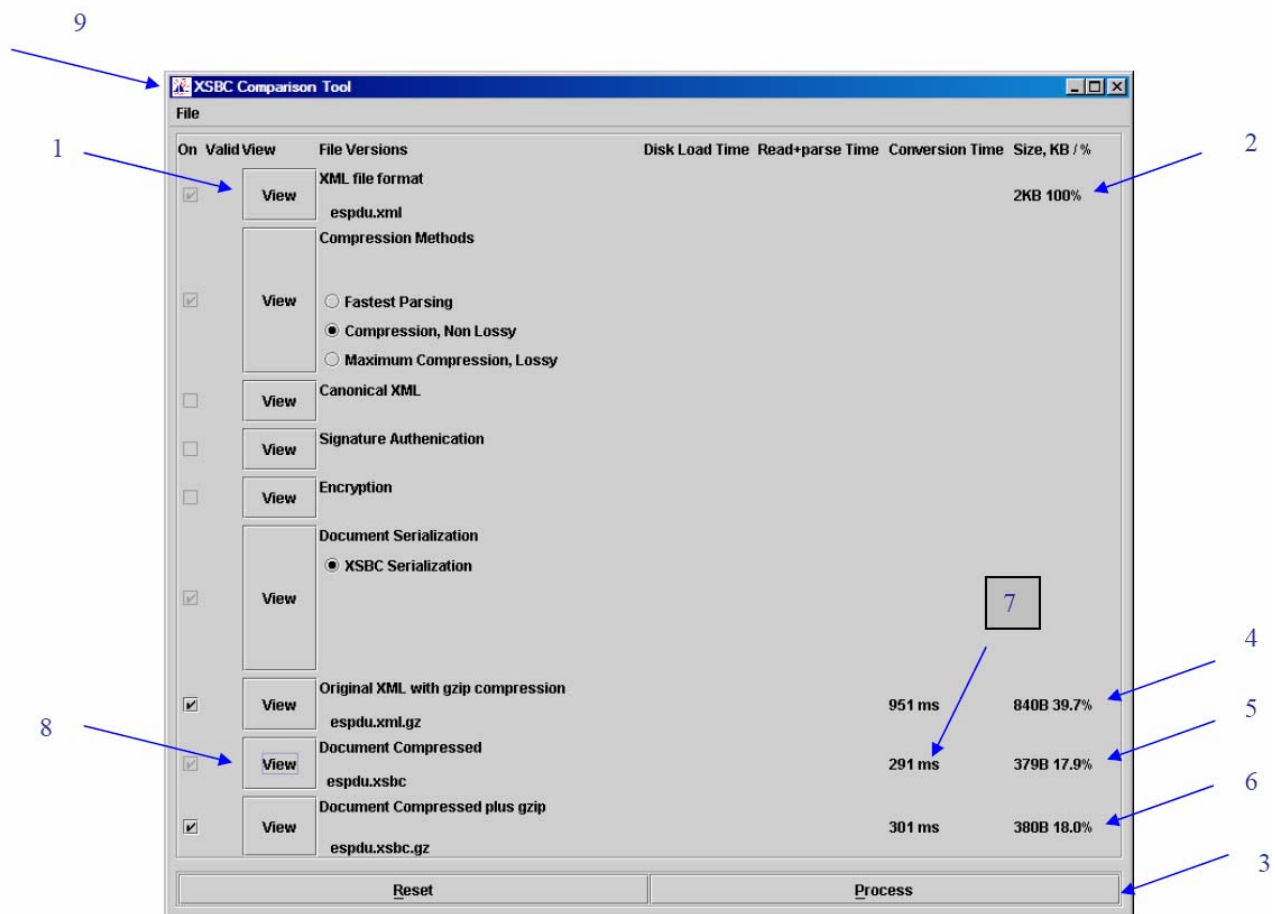 9
XSBC Comparison Tool
File
On Valid View File Versions Disk Load Time Read+parse Time Conversion Time Size, KB / %
1
2
XML file format
View 2KB 100%
espdu.xml
Compression Methods
View
Fastest Parsing
Compression, Non Lossy
Maximum Compression, Lossy
Canonical XML
View
Signature Authenication
View
Encryption
View
Document Serialization
XSBC Serialization
View
7
4
Original XML with gzip compression
View 951 ms 840B 39.7%
espdu.xml.gz
5
8
Document Compressed
View 291 ms 379B 17.9%
espdu.xsbc
6
Document Compressed plus gzip
View 301 ms 380B 18.0%
espdu.xsbc.gz
3
Reset Process